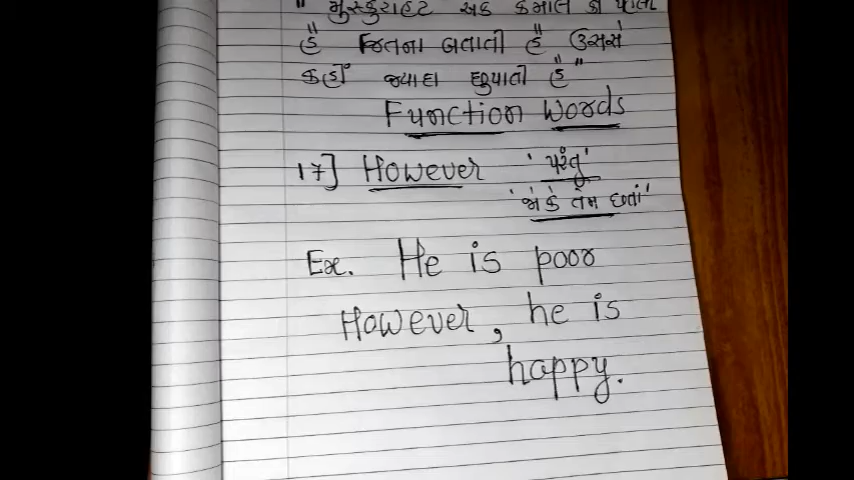 " મુસ્કુરાહટ એક કમાલ કી
હૈ" જિતના બતાતી હૈ" ઉસસે
કહીં જ્યાદા છુપાતી હૈ"
Function Words
17] However 'પરંતુ'
'જોકે તેમ છતાં'
Ex. He is poor
However, he is
happy.